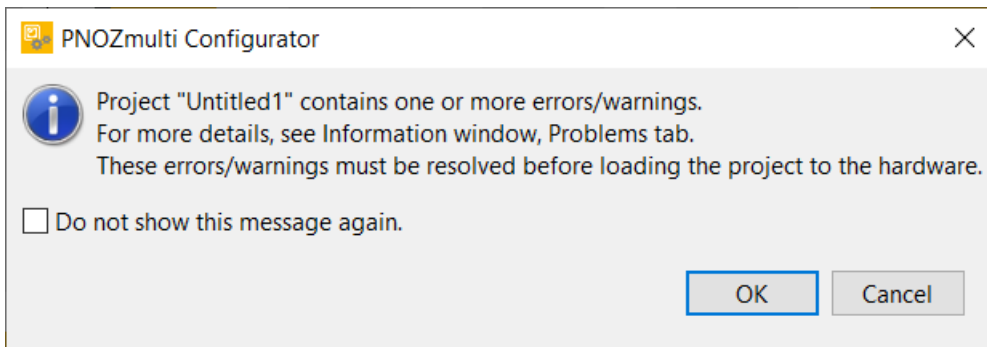 PNOZmulti Configurator
Project "Untitled1" contains one or more errors/warnings.
For more details, see Information window, Problems tab.
These errors/warnings must be resolved before loading the project to the hardware.
Do not show this message again.
OK
Cancel